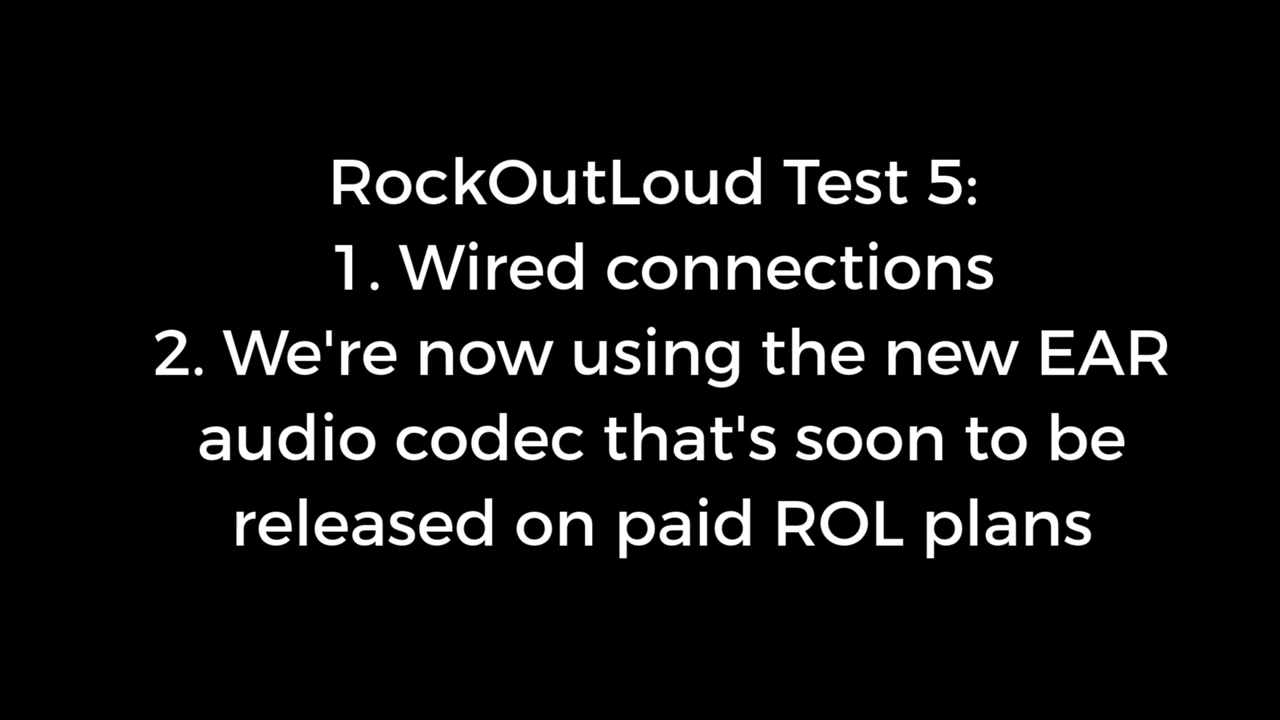 RockOutLoud Test 5:
1. Wired connections
2. We're now using the new EAR
audio codec that's soon to be
released on paid ROL plans